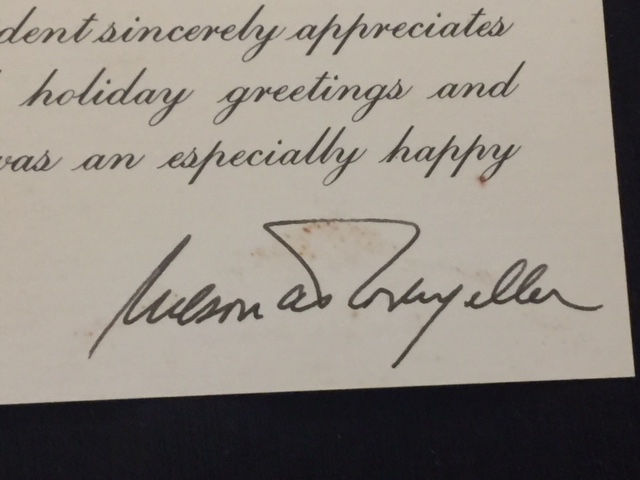 dent sincerely appreciates
holiday greetings and
was an especially happy
Nelson A. Rockefeller